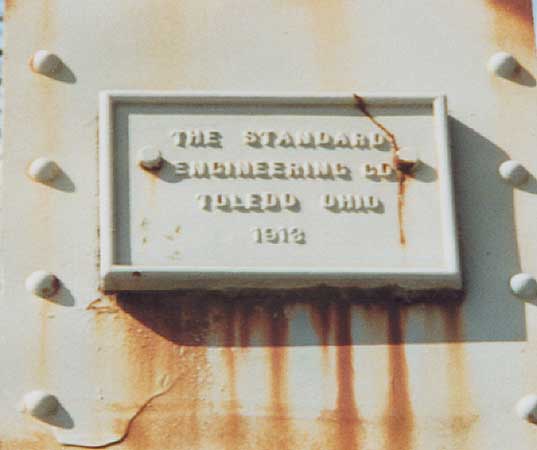 THE STANDARD
ENGINEERING CO
TOLEDO OHIO
1913